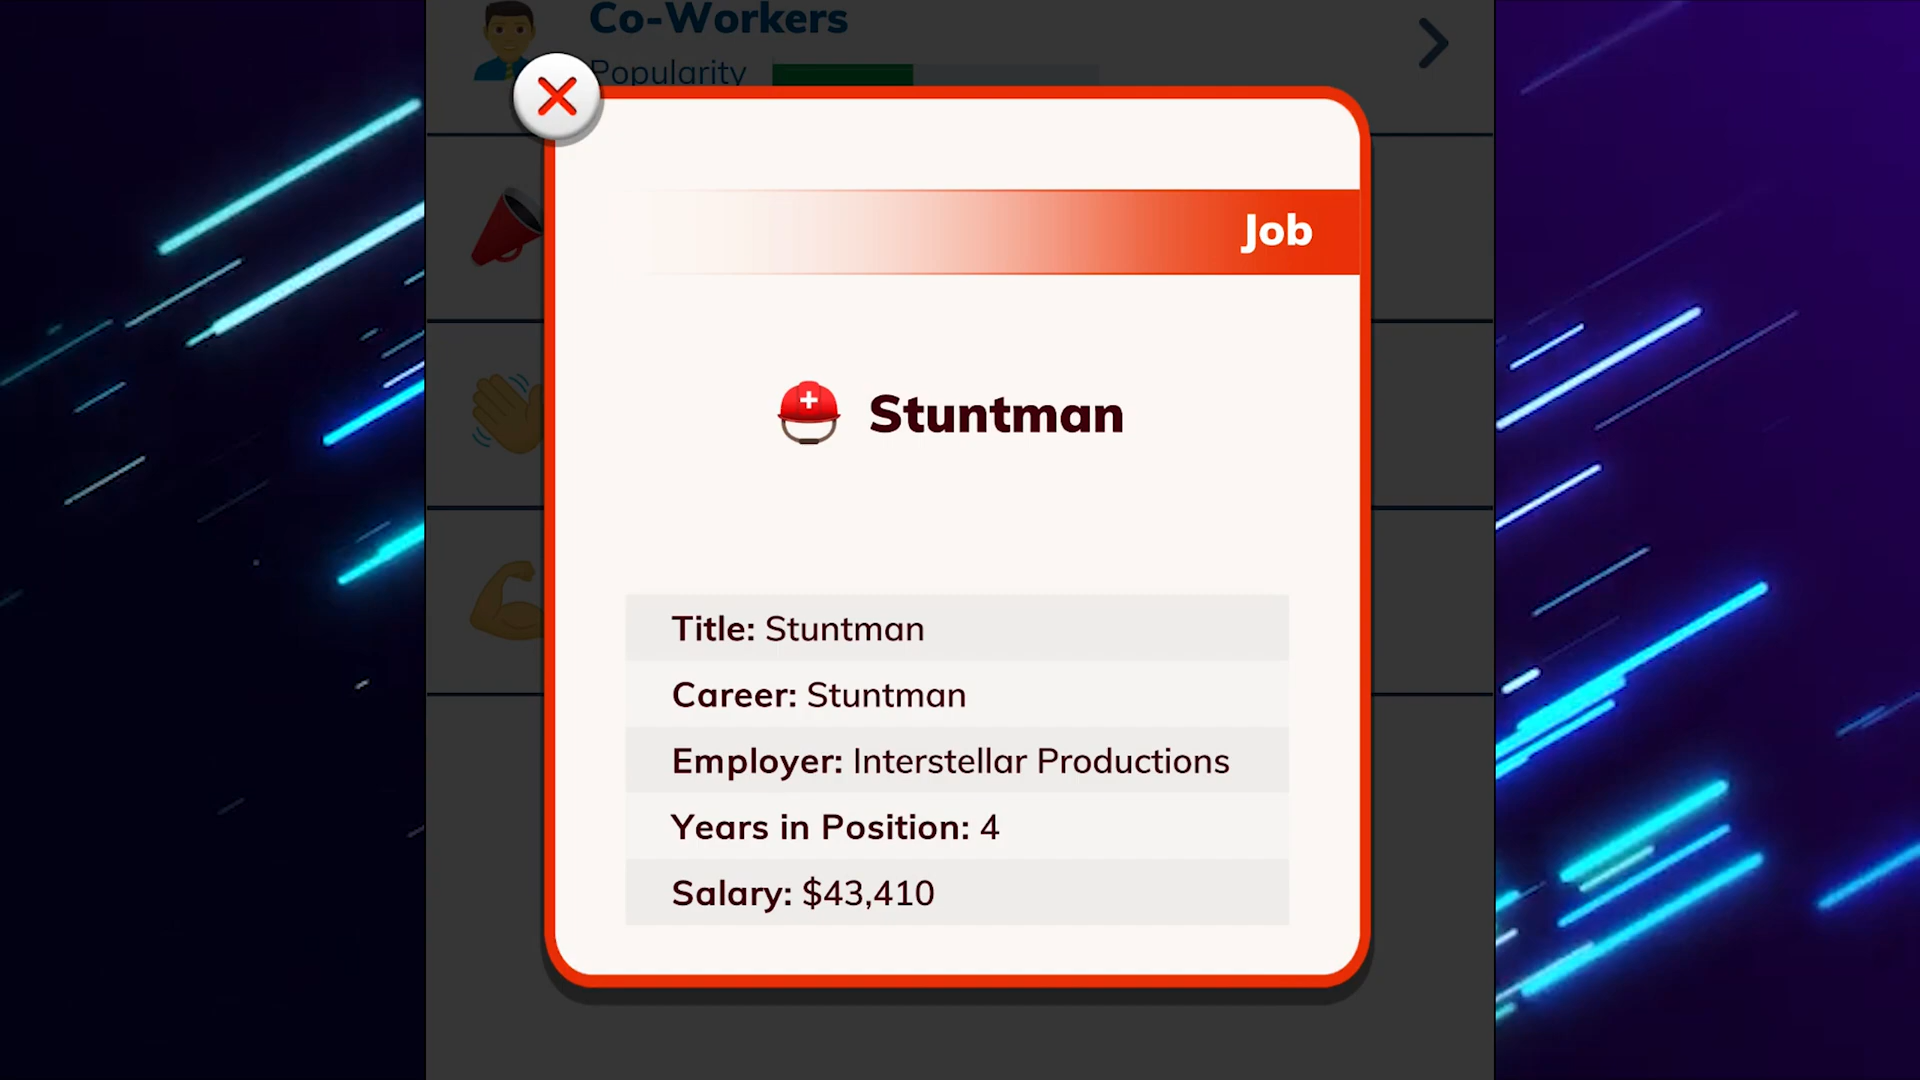 Co-Workers
Popularity
Job
Stuntman
Title: Stuntman
Career: Stuntman
Employer: Interstellar Productions
Years in Position: 4
Salary: $43,410